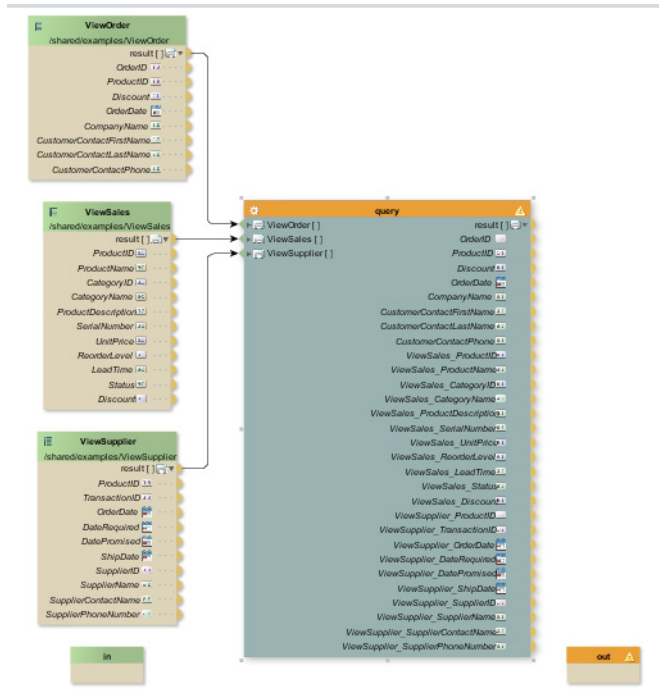 ViewOrder
/shared/examples/ViewOrder
result [ ]
OrderID
ProductID
Discount
OrderDate
CompanyName
CustomerContactFirstName
CustomerContactLastName
CustomerContactPhone
ViewSales
/shared/examples/ViewSales
result [ ]
ProductID
ProductName
CategoryID
CategoryName
ProductDescription
SerialNumber
UnitPrice
ReorderLevel
LeadTime
Status
Discount
ViewSupplier
/shared/examples/ViewSupplier
result [ ]
ProductID
TransactionID
OrderDate
DateRequired
DatePromised
ShipDate
SupplierID
SupplierName
SupplierContactName
SupplierPhoneNumber
in
query
ViewOrder [ ]
ViewSales [ ]
ViewSupplier [ ]
result [ ]
OrderID
ProductID
Discount
OrderDate
CompanyName
CustomerContactFirstName
CustomerContactLastName
CustomerContactPhone
ViewSales_ProductID
ViewSales_ProductName
ViewSales_CategoryID
ViewSales_CategoryName
ViewSales_ProductDescription
ViewSales_SerialNumber
ViewSales_UnitPrice
ViewSales_ReorderLevel
ViewSales_LeadTime
ViewSales_Status
ViewSales_Discount
ViewSupplier_ProductID
ViewSupplier_TransactionID
ViewSupplier_OrderDate
ViewSupplier_DateRequired
ViewSupplier_DatePromised
ViewSupplier_ShipDate
ViewSupplier_SupplierID
ViewSupplier_SupplierName
ViewSupplier_SupplierContactName
ViewSupplier_SupplierPhoneNumber
out